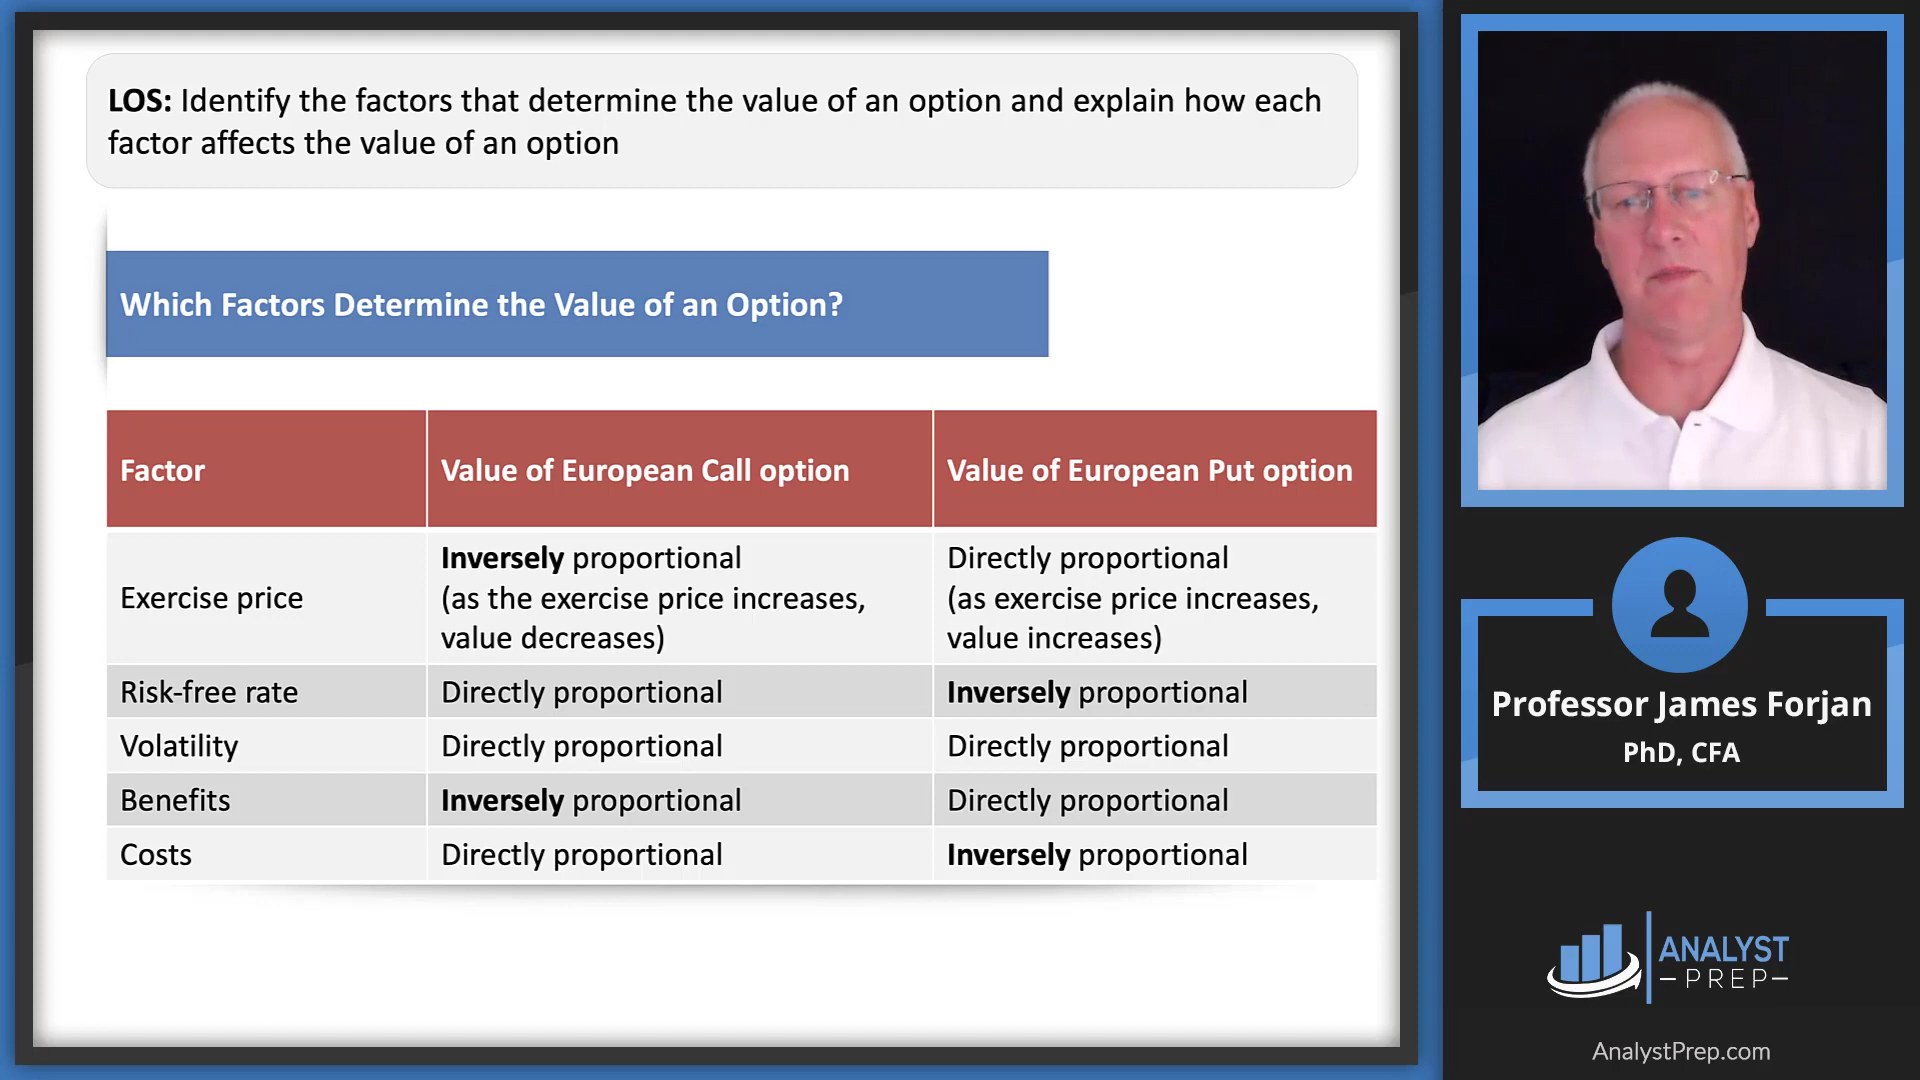 LOS: Identify the factors that determine the value of an option and explain how each
factor affects the value of an option
Which Factors Determine the Value of an Option?
Factor
Value of European Call option
Value of European Put option
Exercise price
Inversely proportional
(as the exercise price increases,
value decreases)
Directly proportional
(as exercise price increases,
value increases)
Risk-free rate
Directly proportional
Inversely proportional
Volatility
Directly proportional
Directly proportional
Benefits
Inversely proportional
Directly proportional
Costs
Directly proportional
Inversely proportional
Professor James Forjan
PhD, CFA
ANALYST
PREP
AnalystPrep.com